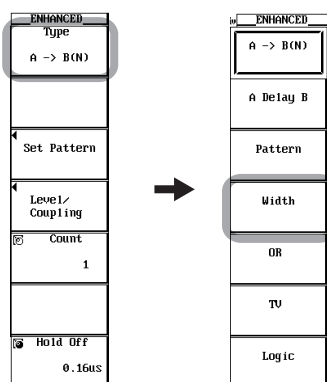 ENHANCED
Type
A -> B(N)
Set Pattern
Level/
Coupling
Count
1
Hold Off
0.16us
ENHANCED
A -> B(N)
A Delay B
Pattern
Width
OR
TV
Logic